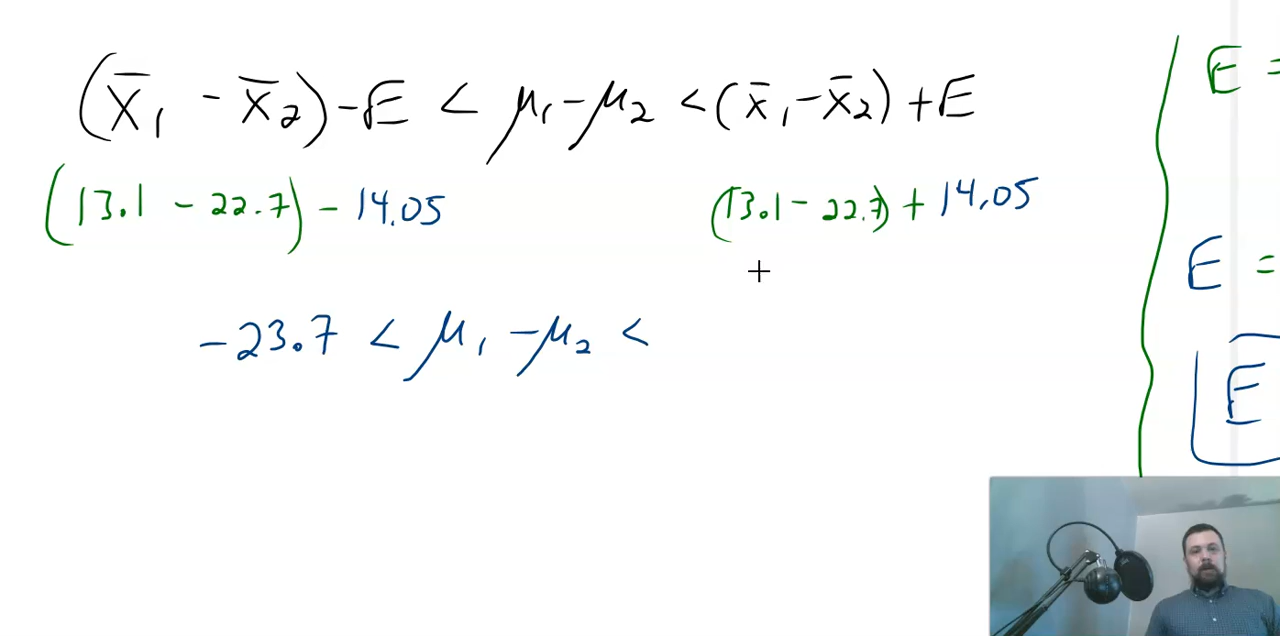 (x̄₁ - x̄₂) - E < μ₁ - μ₂ < (x̄₁ - x̄₂) + E
E =
(13.1 - 22.7) - 14.05
(13.1 - 22.7) + 14.05
E =
-23.7 < μ₁ - μ₂ <
E